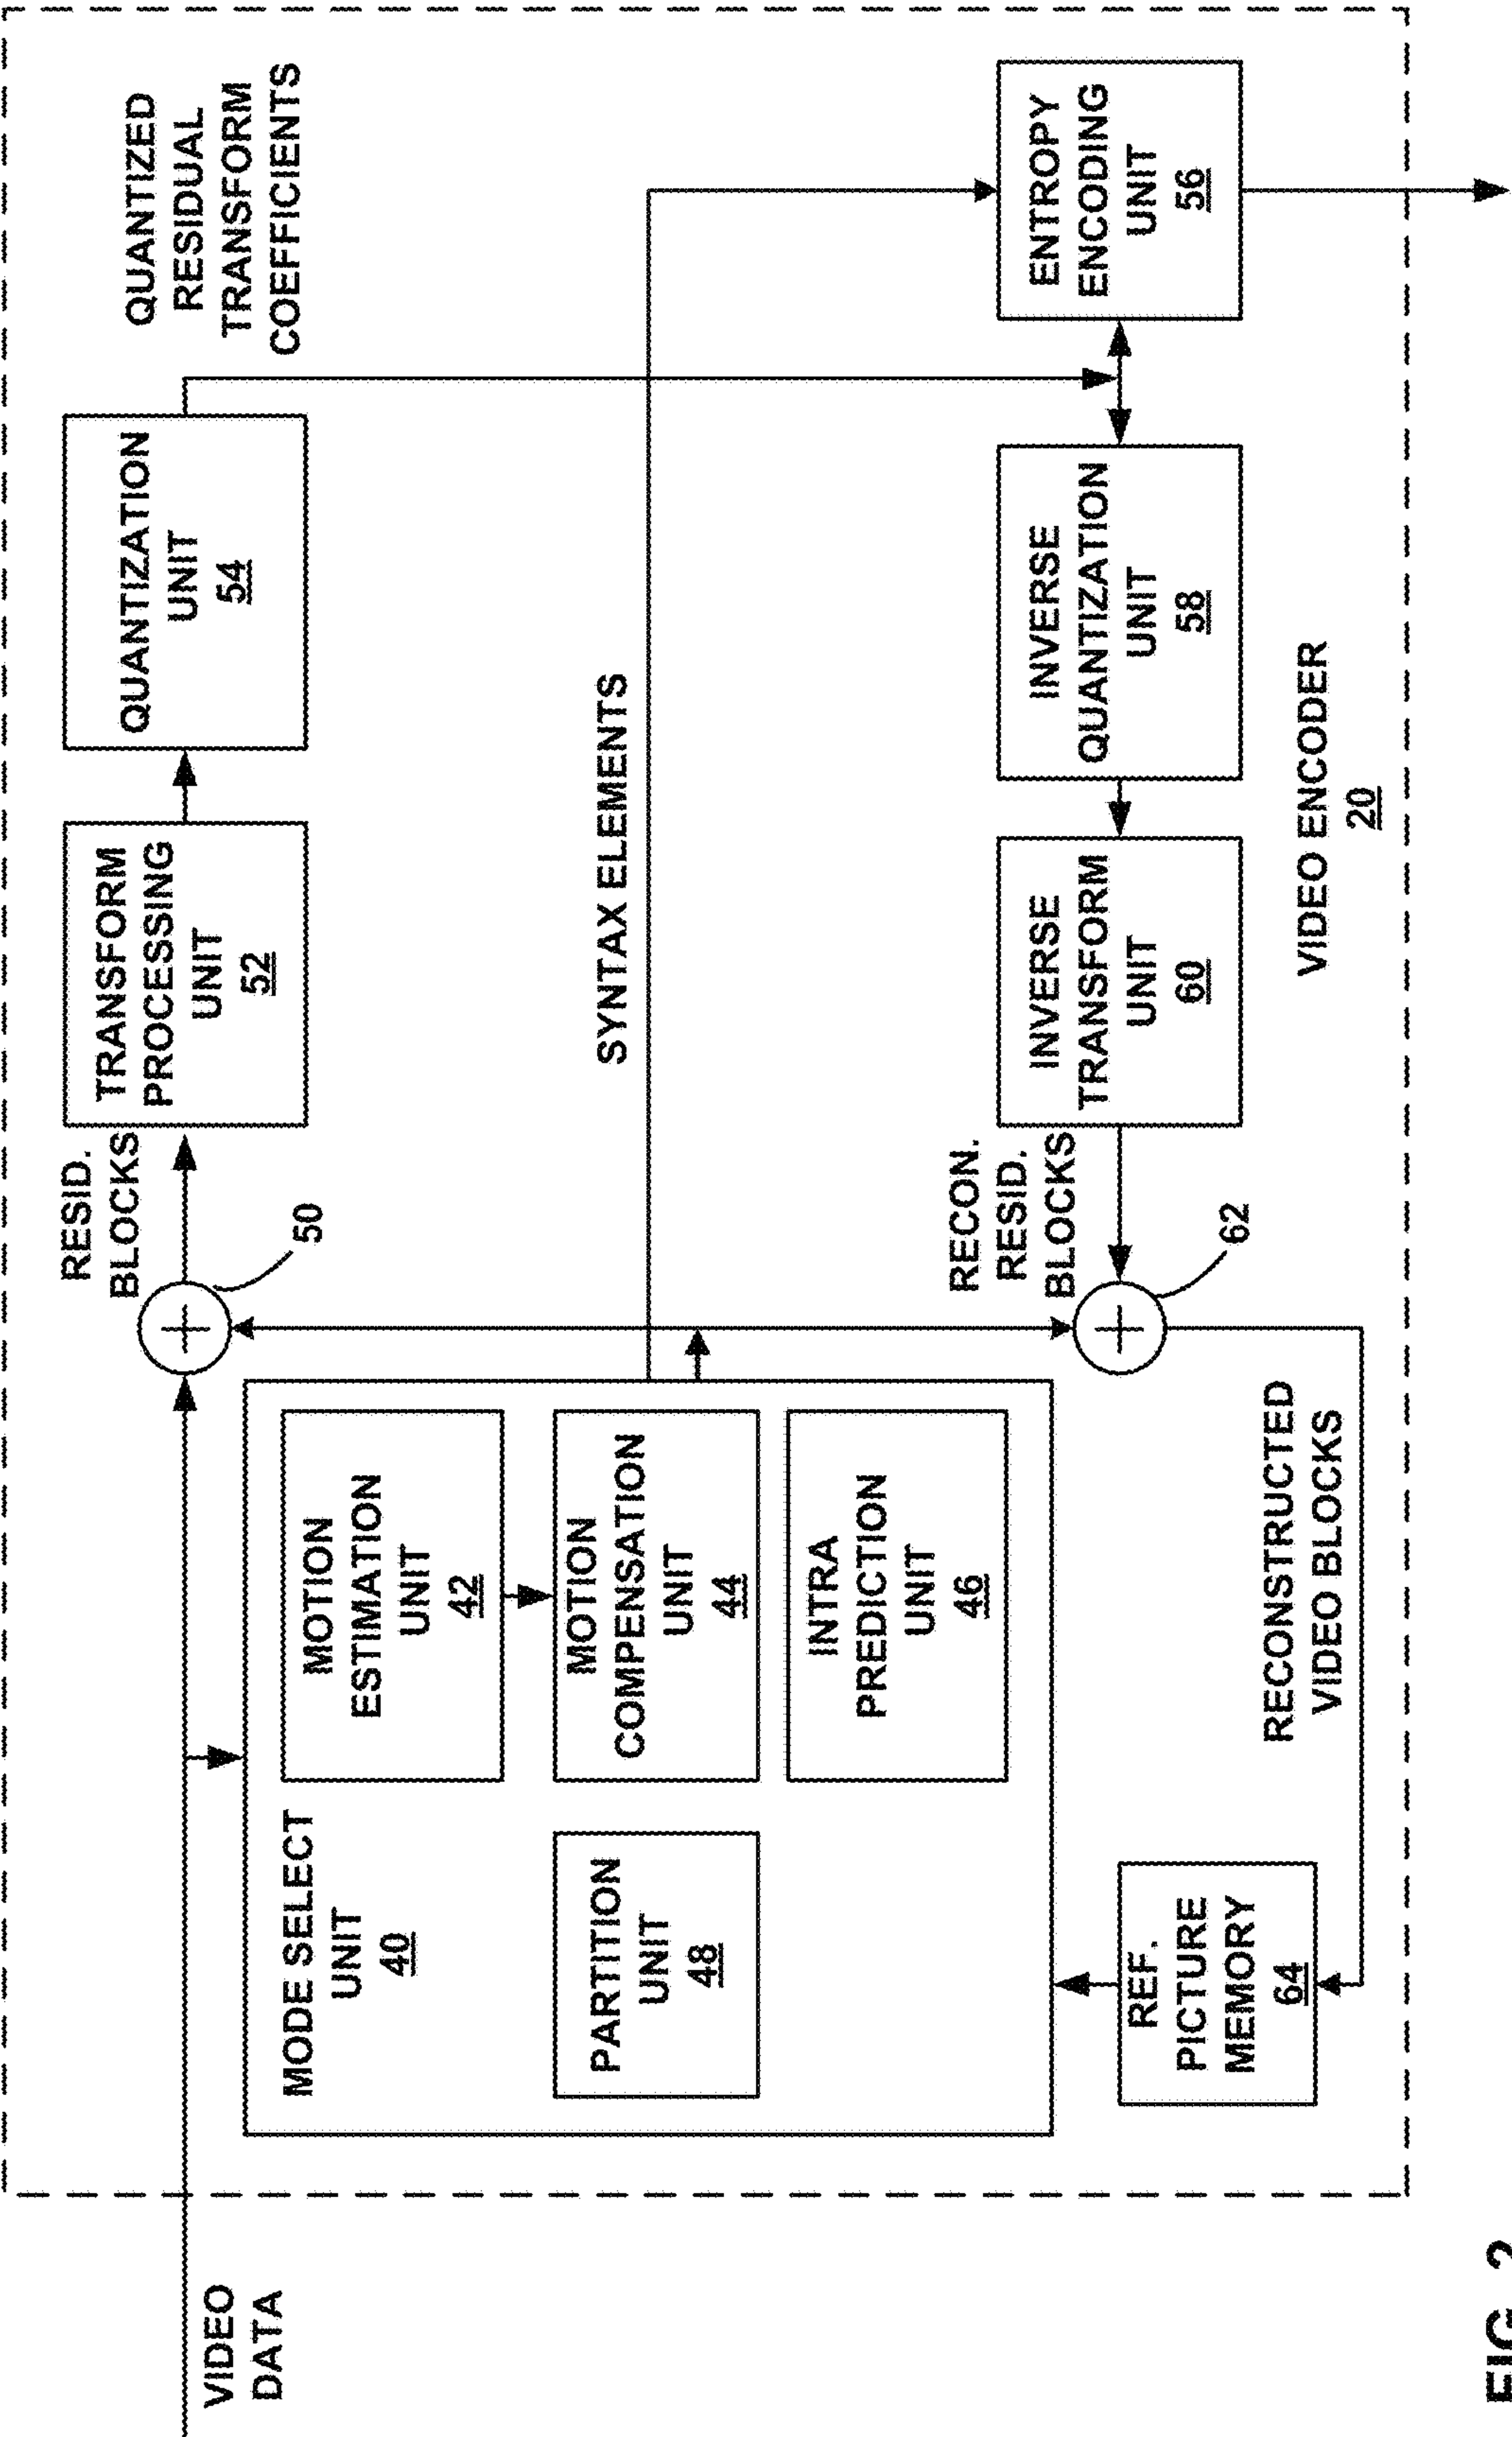 VIDEO
DATA
MODE SELECT
UNIT
40
PARTITION
UNIT
48
MOTION
ESTIMATION
UNIT
42
MOTION
COMPENSATION
UNIT
44
INTRA
PREDICTION
UNIT
46
REF.
PICTURE
MEMORY
64
RESID.
BLOCKS
50
TRANSFORM
PROCESSING
UNIT
52
QUANTIZATION
UNIT
54
QUANTIZED
RESIDUAL
TRANSFORM
COEFFICIENTS
SYNTAX ELEMENTS
RECON.
RESID.
BLOCKS
62
INVERSE
TRANSFORM
UNIT
60
INVERSE
QUANTIZATION
UNIT
58
ENTROPY
ENCODING
UNIT
56
RECONSTRUCTED
VIDEO BLOCKS
VIDEO ENCODER
20
FIG. 2